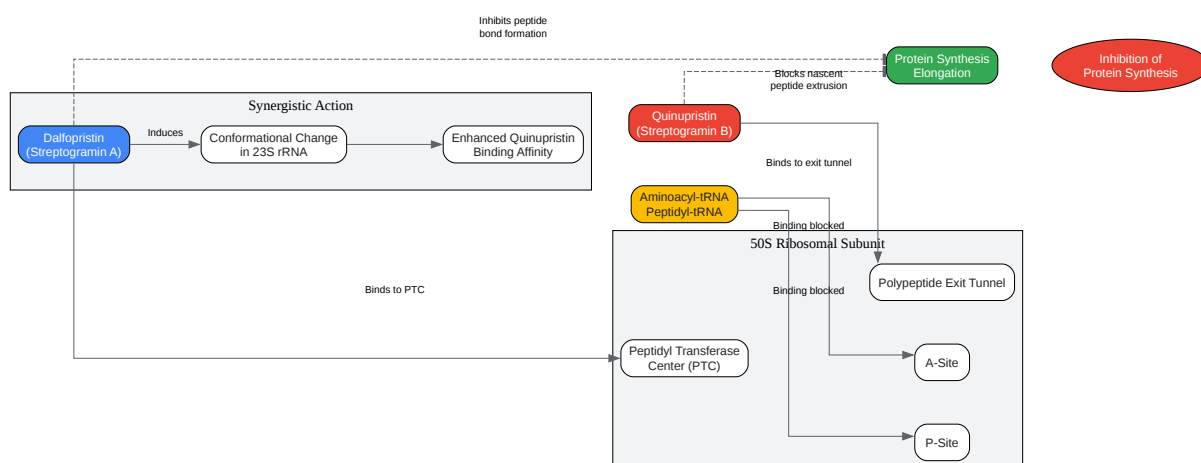 Inhibits peptide
bond formation
Protein Synthesis
Elongation
Inhibition of
Protein Synthesis
Blocks nascent
peptide extrusion
Synergistic Action
Dalfopristin
(Streptogramin A)
Induces
Conformational Change
in 23S rRNA
Enhanced Quinupristin
Binding Affinity
Quinupristin
(Streptogramin B)
Binds to exit tunnel
Aminoacyl-tRNA
Peptidyl-tRNA
Binding blocked
50S Ribosomal Subunit
Polypeptide Exit Tunnel
Binds to PTC
Binding blocked
Peptidyl Transferase
Center (PTC)
A-Site
P-Site